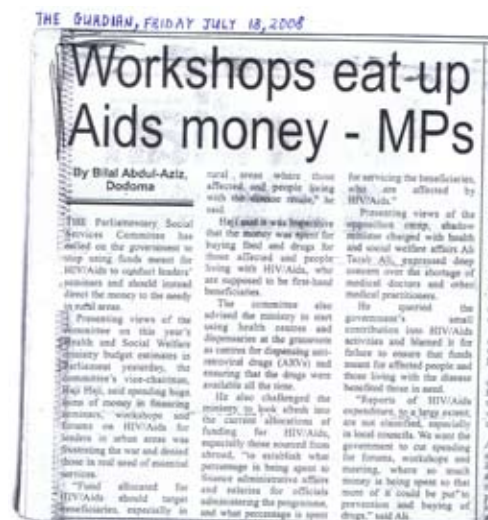 THE GURDIAN, FRIDAY JULY 18, 2008
Workshops eat up
Aids money - MPs
By Bilal Abdul-Aziz,
Dodoma
THE Parliamentary Social
Services Committee has
called on the government to
stop using funds meant for
HIV/Aids to conduct leaders'
seminars and should instead
direct the money to the needy
in rural areas.
Presenting views of the
committee on this year's
Health and Social Welfare
ministry budget estimates in
Parliament yesterday, the
committee's vice-chairman,
Haji Haji, said spending huge
sums of money in financing
seminars, workshops and
forums on HIV/Aids for
leaders in urban areas was
frustrating the war and denied
those in real need of essential
services.
"Fund allocated for
HIV/Aids should target
beneficiaries, especially in
rural areas where those
affected and people living
with the disease reside," he
said.
Haji said it was imperative
that the money was spent for
buying food and drugs for
those affected and people
living with HIV/Aids, who
are supposed to be first-hand
beneficiaries.
The committee also
advised the ministry to start
using health centres and
dispensaries at the grassroots
as centres for dispensing anti-
retroviral drugs (ARVs) and
ensuring that the drugs were
available all the time.
He also challenged the
ministry to look afresh into
the current allocations of
funding for HIV/Aids,
especially those sourced from
abroad, "to establish what
percentage is being spent to
finance administrative affairs
and salaries for officials
administering the programme,
and what percentage is spent
for servicing the beneficiaries,
who are affected by
HIV/Aids."
Presenting views of the
opposition camp, shadow
minister charged with health
and social welfare affairs Ali
Tarab Ali, expressed deep
concern over the shortage of
medical doctors and other
medical practitioners.
He queried the
government's small
contribution into HIV/Aids
activities and blamed it for
failure to ensure that funds
meant for affected people and
those living with the disease
benefited those in need.
"Reports of HIV/Aids
expenditure, to a large extent,
are not classified, especially
in local councils. We want the
government to cut spending
for forums, workshops and
meeting, where so much
money is being spent so that
most of it could be put to
prevention and buying of
drugs," said Ali.